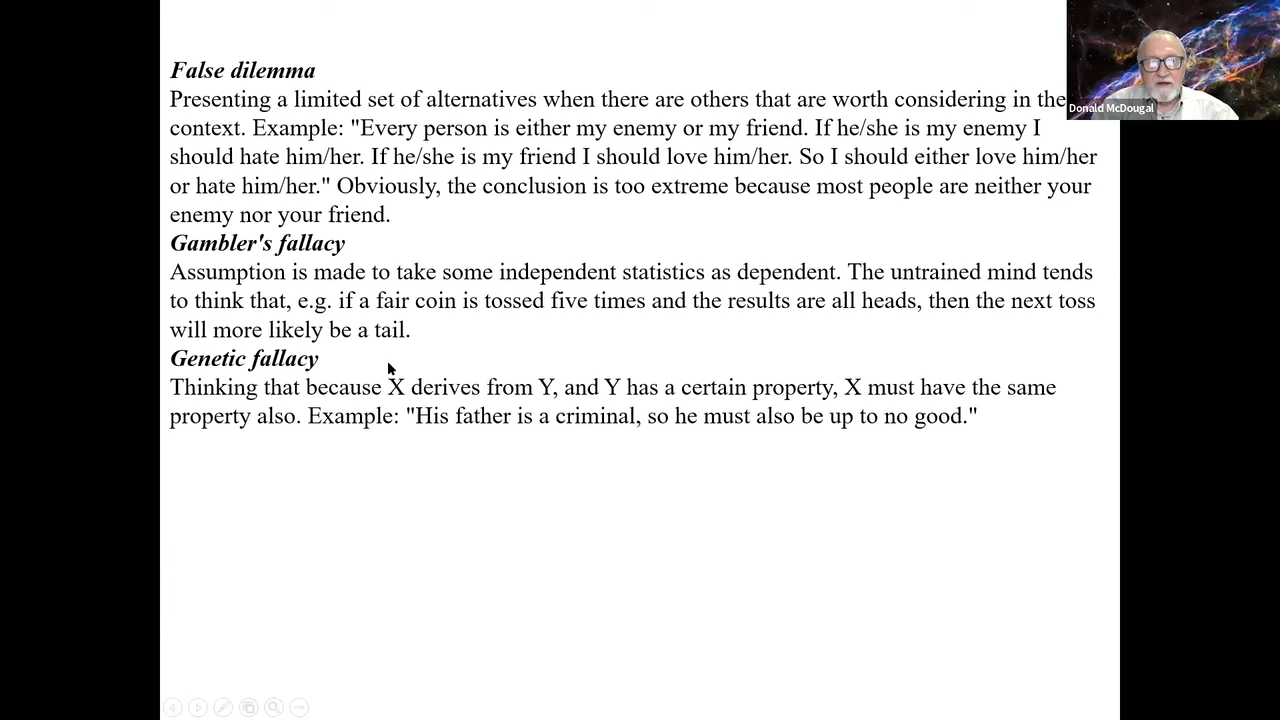 False dilemma
Presenting a limited set of alternatives when there are others that are worth considering in the
context. Example: "Every person is either my enemy or my friend. If he/she is my enemy I
should hate him/her. If he/she is my friend I should love him/her. So I should either love him/her
or hate him/her." Obviously, the conclusion is too extreme because most people are neither your
enemy nor your friend.
Gambler's fallacy
Assumption is made to take some independent statistics as dependent. The untrained mind tends
to think that, e.g. if a fair coin is tossed five times and the results are all heads, then the next toss
will more likely be a tail.
Genetic fallacy
Thinking that because X derives from Y, and Y has a certain property, X must have the same
property also. Example: "His father is a criminal, so he must also be up to no good."
Donald McDougal